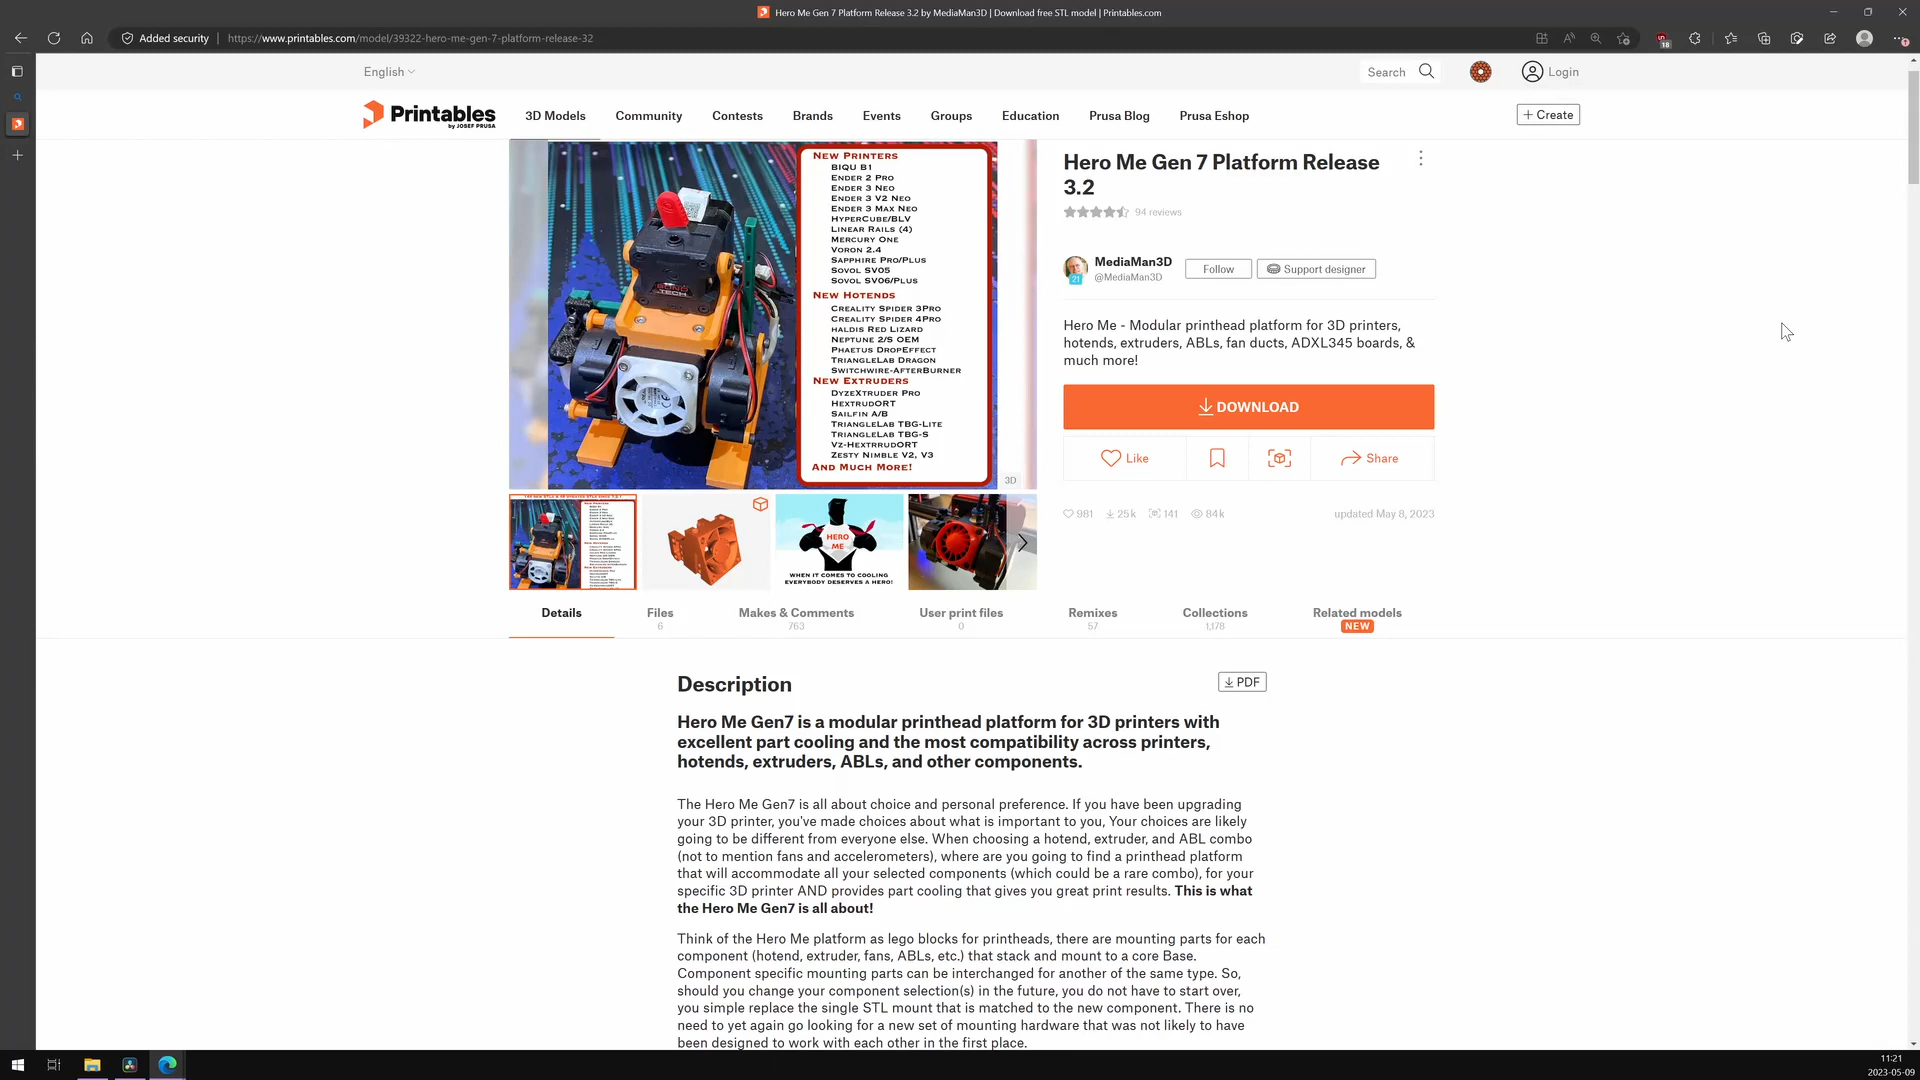 Hero Me Gen 7 Platform Release 3.2 by MediaMan3D | Download free STL model | Printables.com
Added security
https://www.printables.com/model/39322-hero-me-gen-7-platform-release-32
18
English
Search
Login
Printables
by JOSEF PRUSA
3D Models
Community
Contests
Brands
Events
Groups
Education
Prusa Blog
Prusa Eshop
+ Create
New Printers
BIQU B1
Ender 2 Pro
Ender 3 Neo
Ender 3 V2 Neo
Ender 3 Max Neo
HyperCube/BLV
Linear Rails (4)
Mercury One
Voron 2.4
Sapphire Pro/Plus
Sovol SV05
Sovol SV06/Plus
New Hotends
Creality Spider 3Pro
Creality Spider 4Pro
haldis Red Lizard
Neptune 2/S OEM
Phaetus DropEffect
TriangleLab Dragon
Switchwire-AfterBurner
New Extruders
DyzeXtruder Pro
HextrudORT
Sailfin A/B
TriangleLab TBG-Lite
TriangleLab TBG-S
Vz-HextrrudORT
Zesty Nimble V2, V3
And Much More!
3D
Hero Me Gen 7 Platform Release
3.2
94 reviews
MediaMan3D
@MediaMan3D
21
Follow
Support designer
Hero Me - Modular printhead platform for 3D printers,
hotends, extruders, ABLs, fan ducts, ADXL345 boards, &
much more!
DOWNLOAD
Like
Share
981
25k
141
84k
updated May 8, 2023
HERO
ME
WHEN IT COMES TO COOLING
EVERYBODY DESERVES A HERO!
Details
Files
6
Makes & Comments
763
User print files
0
Remixes
57
Collections
1,178
Related models
NEW
Description
PDF
Hero Me Gen7 is a modular printhead platform for 3D printers with
excellent part cooling and the most compatibility across printers,
hotends, extruders, ABLs, and other components.
The Hero Me Gen7 is all about choice and personal preference. If you have been upgrading
your 3D printer, you've made choices about what is important to you, Your choices are likely
going to be different from everyone else. When choosing a hotend, extruder, and ABL combo
(not to mention fans and accelerometers), where are you going to find a printhead platform
that will accommodate all your selected components (which could be a rare combo), for your
specific 3D printer AND provides part cooling that gives you great print results. This is what
the Hero Me Gen7 is all about!
Think of the Hero Me platform as lego blocks for printheads, there are mounting parts for each
component (hotend, extruder, fans, ABLs, etc.) that stack and mount to a core Base.
Component specific mounting parts can be interchanged for another of the same type. So,
should you change your component selection(s) in the future, you do not have to start over,
you simple replace the single STL mount that is matched to the new component. There is no
need to yet again go looking for a new set of mounting hardware that was not likely to have
been designed to work with each other in the first place.
11:21
2023-05-09